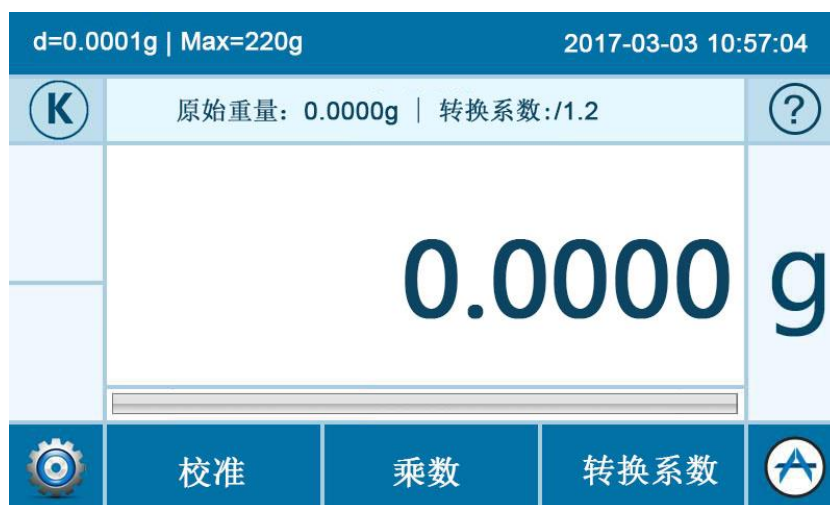 d=0.0001g | Max=220g 2017-03-03 10:57:04
K 原始重量：0.0000g | 转换系数:/1.2 ?
0.0000 g
校准 乘数 转换系数